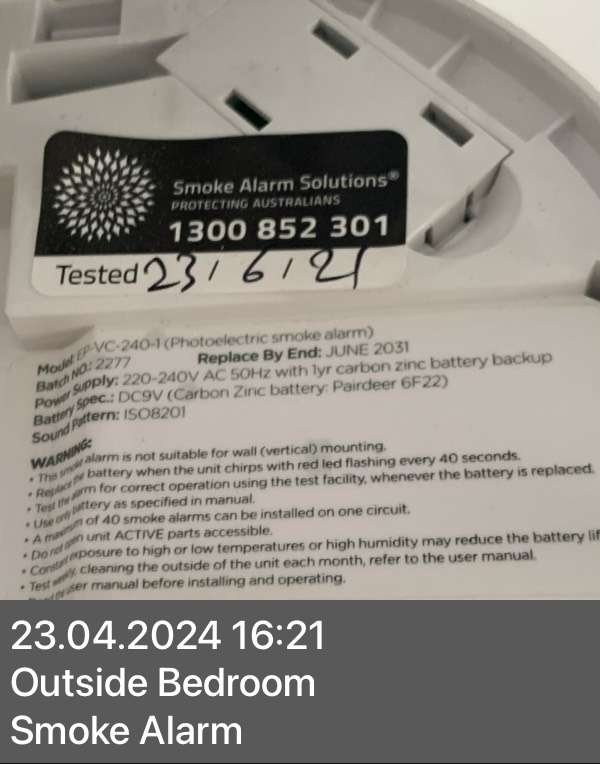 Smoke Alarm Solutions®
PROTECTING AUSTRALIANS
1300 852 301
Tested 23/6/21
Model: EP-VC-240-1 (Photoelectric smoke alarm)
Batch NO.: 2277 Replace By End: JUNE 2031
Power Supply: 220-240V AC 50Hz with 1yr carbon zinc battery backup
Battery Spec.: DC9V (Carbon Zinc battery: Pairdeer 6F22)
Sound Pattern: ISO8201
WARNING:
• This smoke alarm is not suitable for wall (vertical) mounting.
• Replace the battery when the unit chirps with red led flashing every 40 seconds.
• Test the alarm for correct operation using the test facility, whenever the battery is replaced.
• Use only battery as specified in manual.
• A maximum of 40 smoke alarms can be installed on one circuit.
• Do not open unit ACTIVE parts accessible.
• Constant exposure to high or low temperatures or high humidity may reduce the battery lif
• Test weekly, cleaning the outside of the unit each month, refer to the user manual.
user manual before installing and operating.
23.04.2024 16:21
Outside Bedroom
Smoke Alarm